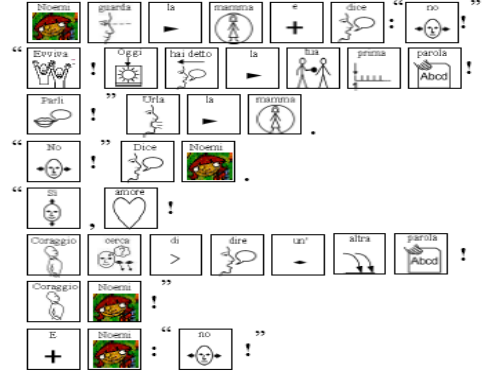 Noemi guarda la mamma e dice : “ no ! ”
“ Evviva ! Oggi hai detto la tua prima parola !
Parli ! ” Urla la mamma .
“ No ! ” Dice Noemi .
“ Si , amore !
Coraggio cerca di dire un' altra parola !
Coraggio Noemi ! ”
E Noemi : “ no ! ”